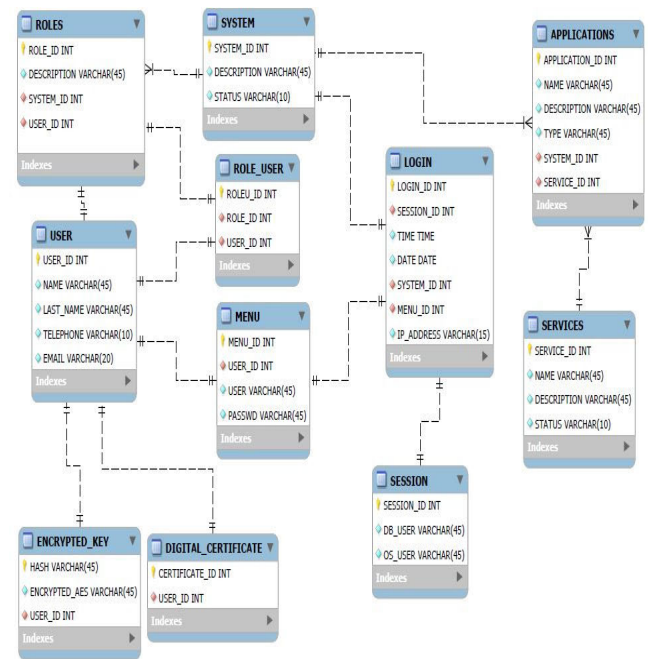 ROLES
ROLE_ID INT
DESCRIPTION VARCHAR(45)
SYSTEM_ID INT
USER_ID INT
Indexes
SYSTEM
SYSTEM_ID INT
DESCRIPTION VARCHAR(45)
STATUS VARCHAR(10)
Indexes
APPLICATIONS
APPLICATION_ID INT
NAME VARCHAR(45)
DESCRIPTION VARCHAR(45)
TYPE VARCHAR(45)
SYSTEM_ID INT
SERVICE_ID INT
Indexes
ROLE_USER
ROLEU_ID INT
ROLE_ID INT
USER_ID INT
Indexes
LOGIN
LOGIN_ID INT
SESSION_ID INT
TIME TIME
DATE DATE
SYSTEM_ID INT
MENU_ID INT
IP_ADDRESS VARCHAR(15)
Indexes
USER
USER_ID INT
NAME VARCHAR(45)
LAST_NAME VARCHAR(45)
TELEPHONE VARCHAR(10)
EMAIL VARCHAR(20)
Indexes
MENU
MENU_ID INT
USER_ID INT
USER VARCHAR(45)
PASSWD VARCHAR(45)
Indexes
SERVICES
SERVICE_ID INT
NAME VARCHAR(45)
DESCRIPTION VARCHAR(45)
STATUS VARCHAR(10)
Indexes
SESSION
SESSION_ID INT
DB_USER VARCHAR(45)
OS_USER VARCHAR(45)
Indexes
ENCRYPTED_KEY
HASH VARCHAR(45)
ENCRYPTED_AES VARCHAR(45)
USER_ID INT
Indexes
DIGITAL_CERTIFICATE
CERTIFICATE_ID INT
USER_ID INT
Indexes